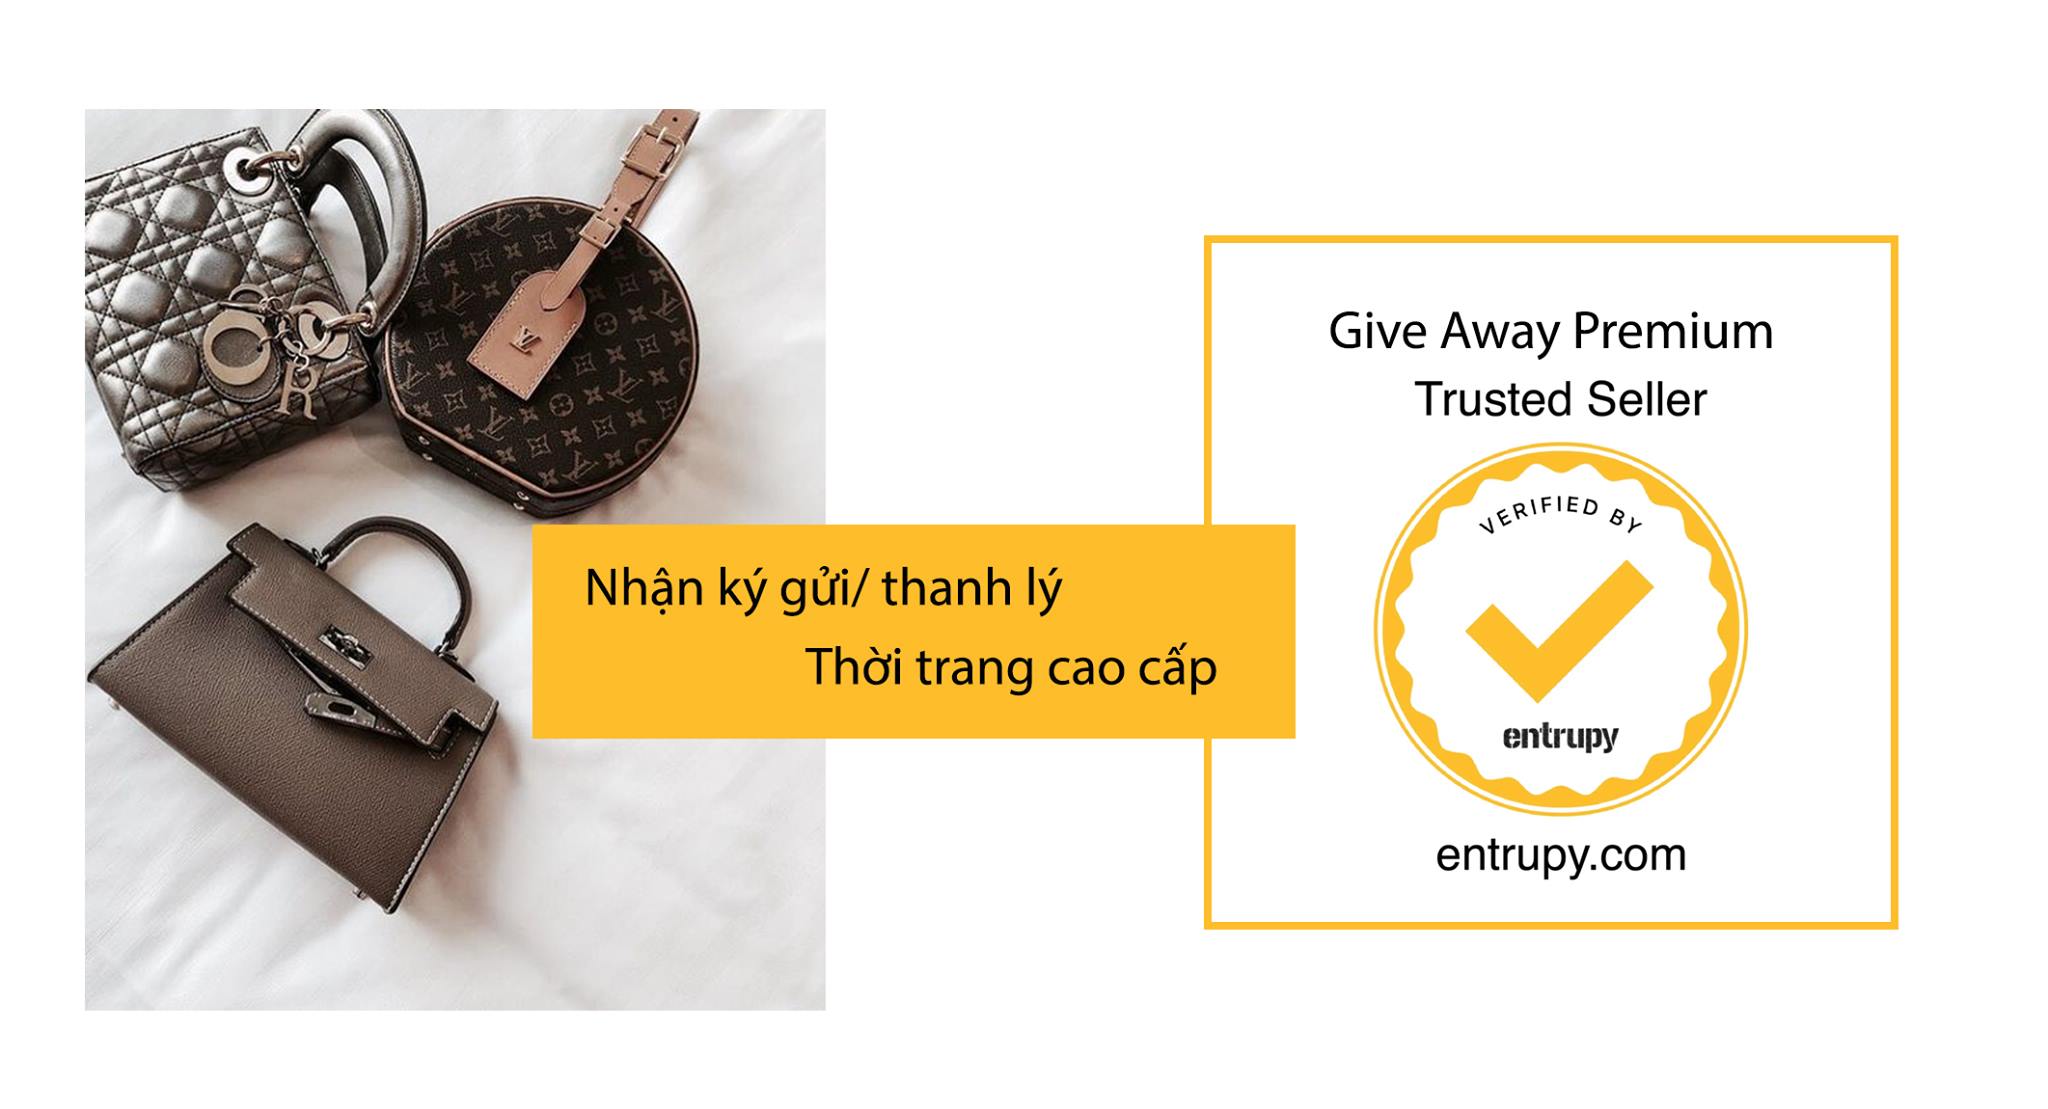 Nhận ký gửi/ thanh lý
Thời trang cao cấp
Give Away Premium
Trusted Seller
VERIFIED BY
entrupy
entrupy.com